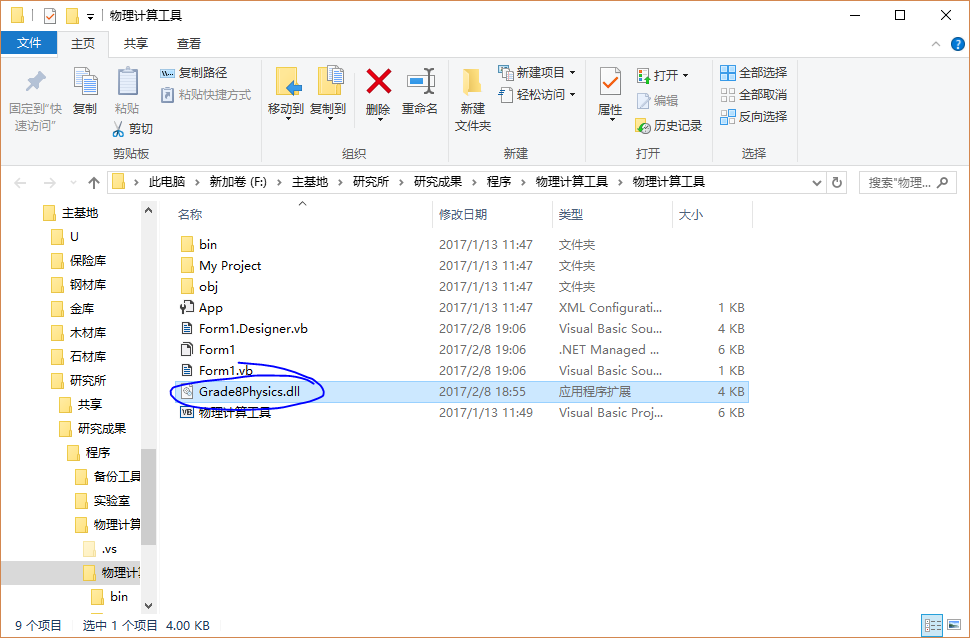 物理计算工具
文件 主页 共享 查看
固定到“快速访问”
复制
粘贴
复制路径
粘贴快捷方式
剪切
剪贴板
移动到 复制到
删除 重命名
组织
新建文件夹
新建项目
轻松访问
新建
属性
打开
编辑
历史记录
打开
全部选择
全部取消
反向选择
选择
此电脑 新加卷 (F:) 主基地 研究所 研究成果 程序 物理计算工具 物理计算工具
搜索"物理...
主基地
U
保险库
钢材库
金库
木材库
石材库
研究所
共享
研究成果
程序
备份工具
实验室
物理计算
.vs
物理计
bin
名称 修改日期 类型 大小
bin 2017/1/13 11:47 文件夹
My Project 2017/1/13 11:47 文件夹
obj 2017/1/13 11:47 文件夹
App 2017/1/13 11:47 XML Configurati... 1 KB
Form1.Designer.vb 2017/2/8 19:06 Visual Basic Sou... 4 KB
Form1 2017/2/8 19:06 .NET Managed ... 6 KB
Form1.vb 2017/2/8 19:06 Visual Basic Sou... 6 KB
Grade8Physics.dll 2017/2/8 18:55 应用程序扩展 4 KB
物理计算工具 2017/1/13 11:49 Visual Basic Proj... 6 KB
9 个项目 选中 1 个项目 4.00 KB